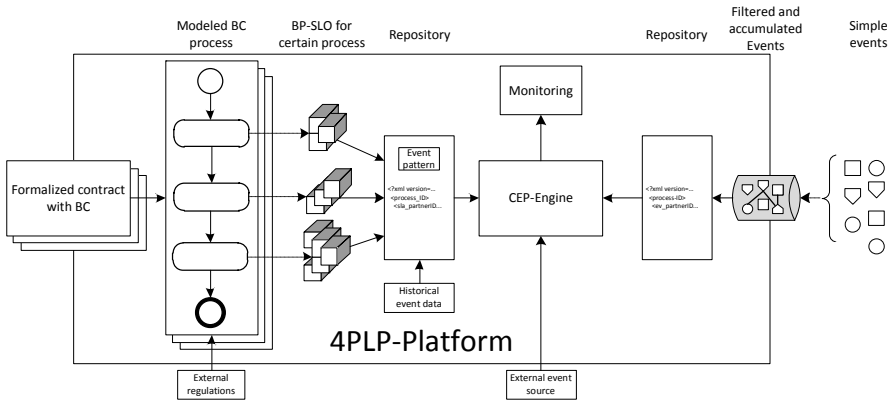 Modeled BC
process
BP-SLO for
certain process
Repository
Repository
Filtered and
accumulated
Events
Simple
events
Monitoring
Event
pattern
<?xml version=...
<process_ID>
<sla_partnerID...
CEP-Engine
<?xml version=...
<process-ID>
<ev_partnerID...
Formalized contract
with BC
Historical
event data
4PLP-Platform
External
regulations
External event
source